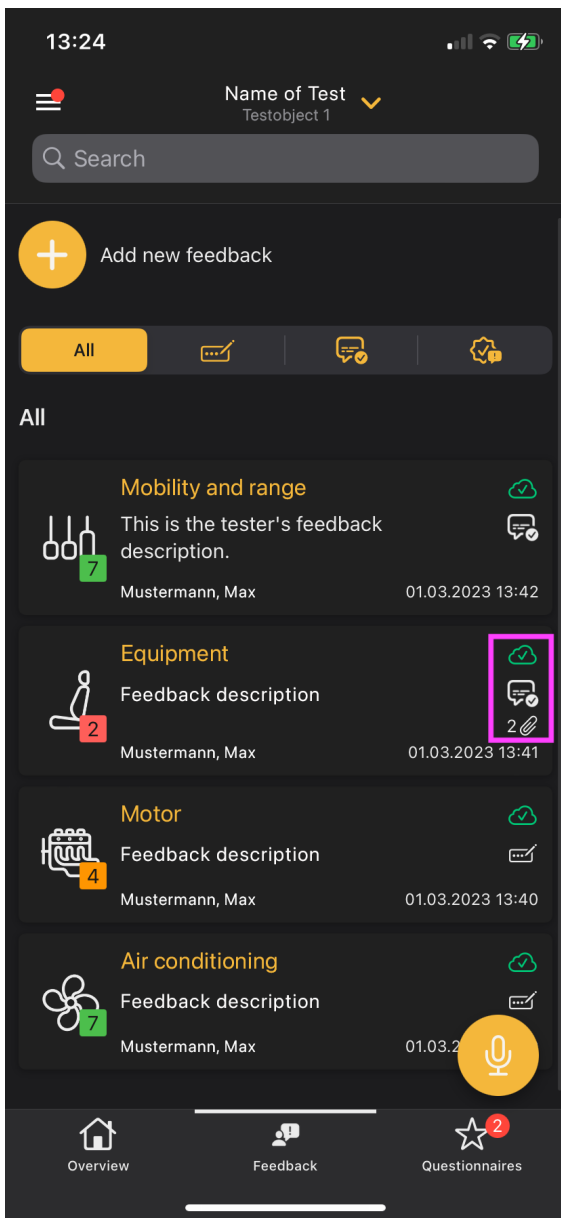 13:24
Name of Test
Testobject 1
Search
Add new feedback
All
All
Mobility and range
This is the tester's feedback
description.
7
Mustermann, Max 01.03.2023 13:42
Equipment
Feedback description
2
2
Mustermann, Max 01.03.2023 13:41
Motor
Feedback description
4
Mustermann, Max 01.03.2023 13:40
Air conditioning
Feedback description
7
Mustermann, Max 01.03.2
2
Overview Feedback Questionnaires